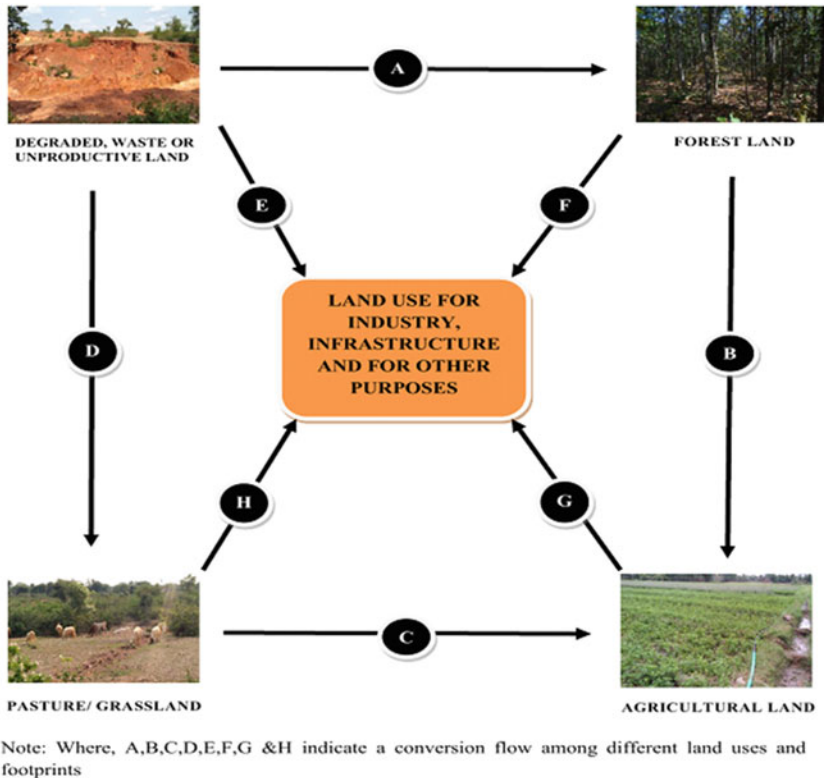 A
DEGRADED, WASTE OR
UNPRODUCTIVE LAND
FOREST LAND
E
F
LAND USE FOR
INDUSTRY,
INFRASTRUCTURE
AND FOR OTHER
PURPOSES
D
B
H
G
C
PASTURE/ GRASSLAND
AGRICULTURAL LAND
Note: Where, A,B,C,D,E,F,G &H indicate a conversion flow among different land uses and
footprints